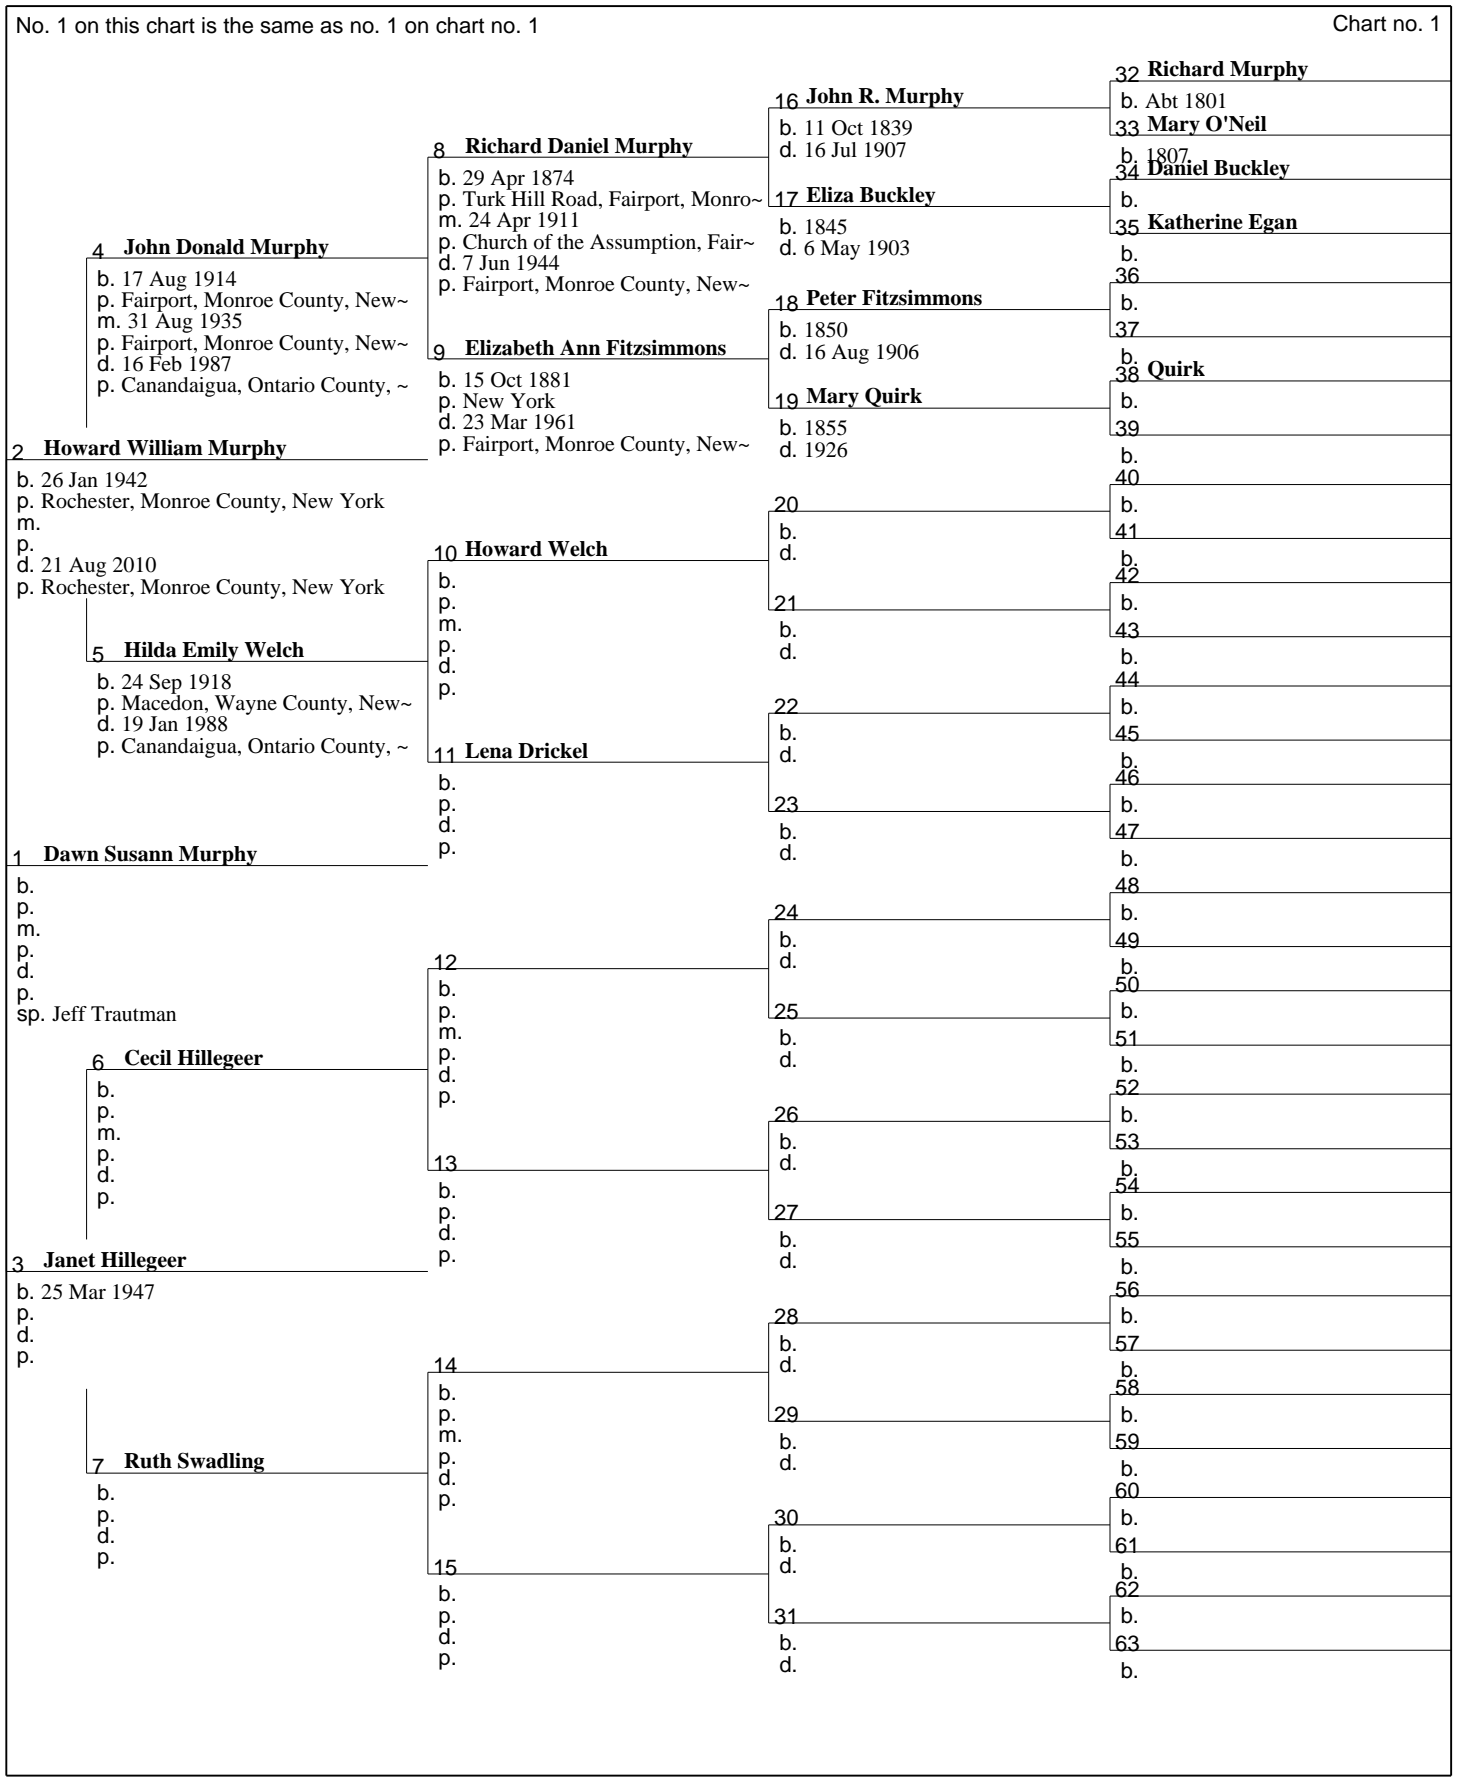 No. 1 on this chart is the same as no. 1 on chart no. 1
Chart no. 1
2 Howard William Murphy
b. 26 Jan 1942
p. Rochester, Monroe County, New York
m.
p.
d. 21 Aug 2010
p. Rochester, Monroe County, New York
1 Dawn Susann Murphy
b.
p.
m.
p.
d.
p.
sp. Jeff Trautman
3 Janet Hillegeer
b. 25 Mar 1947
p.
d.
p.
4 John Donald Murphy
b. 17 Aug 1914
p. Fairport, Monroe County, New~
m. 31 Aug 1935
p. Fairport, Monroe County, New~
d. 16 Feb 1987
p. Canandaigua, Ontario County, ~
5 Hilda Emily Welch
b. 24 Sep 1918
p. Macedon, Wayne County, New~
d. 19 Jan 1988
p. Canandaigua, Ontario County, ~
6 Cecil Hillegeer
b.
p.
m.
p.
d.
p.
7 Ruth Swadling
b.
p.
d.
p.
8 Richard Daniel Murphy
b. 29 Apr 1874
p. Turk Hill Road, Fairport, Monro~
m. 24 Apr 1911
p. Church of the Assumption, Fair~
d. 7 Jun 1944
p. Fairport, Monroe County, New~
9 Elizabeth Ann Fitzsimmons
b. 15 Oct 1881
p. New York
d. 23 Mar 1961
p. Fairport, Monroe County, New~
10 Howard Welch
b.
p.
m.
p.
d.
p.
11 Lena Drickel
b.
p.
d.
p.
12
b.
p.
m.
p.
d.
p.
13
b.
p.
d.
p.
14
b.
p.
m.
p.
d.
p.
15
b.
p.
d.
p.
16 John R. Murphy
b. 11 Oct 1839
d. 16 Jul 1907
17 Eliza Buckley
b. 1845
d. 6 May 1903
18 Peter Fitzsimmons
b. 1850
d. 16 Aug 1906
19 Mary Quirk
b. 1855
d. 1926
20
b.
d.
21
b.
d.
22
b.
d.
23
b.
d.
24
b.
d.
25
b.
d.
26
b.
d.
27
b.
d.
28
b.
d.
29
b.
d.
30
b.
d.
31
b.
d.
32 Richard Murphy
b. Abt 1801
33 Mary O'Neil
b. 1807
34 Daniel Buckley
b.
35 Katherine Egan
b.
36
b.
37
b.
38 Quirk
b.
39
b.
40
b.
41
b.
42
b.
43
b.
44
b.
45
b.
46
b.
47
b.
48
b.
49
b.
50
b.
51
b.
52
b.
53
b.
54
b.
55
b.
56
b.
57
b.
58
b.
59
b.
60
b.
61
b.
62
b.
63
b.